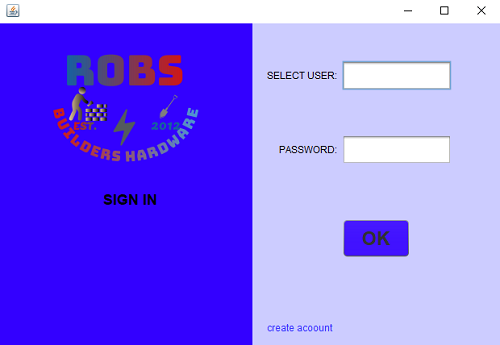 ROBS
EST. 2012
BUILDERS HARDWARE
SIGN IN
SELECT USER:
PASSWORD:
OK
create acoount